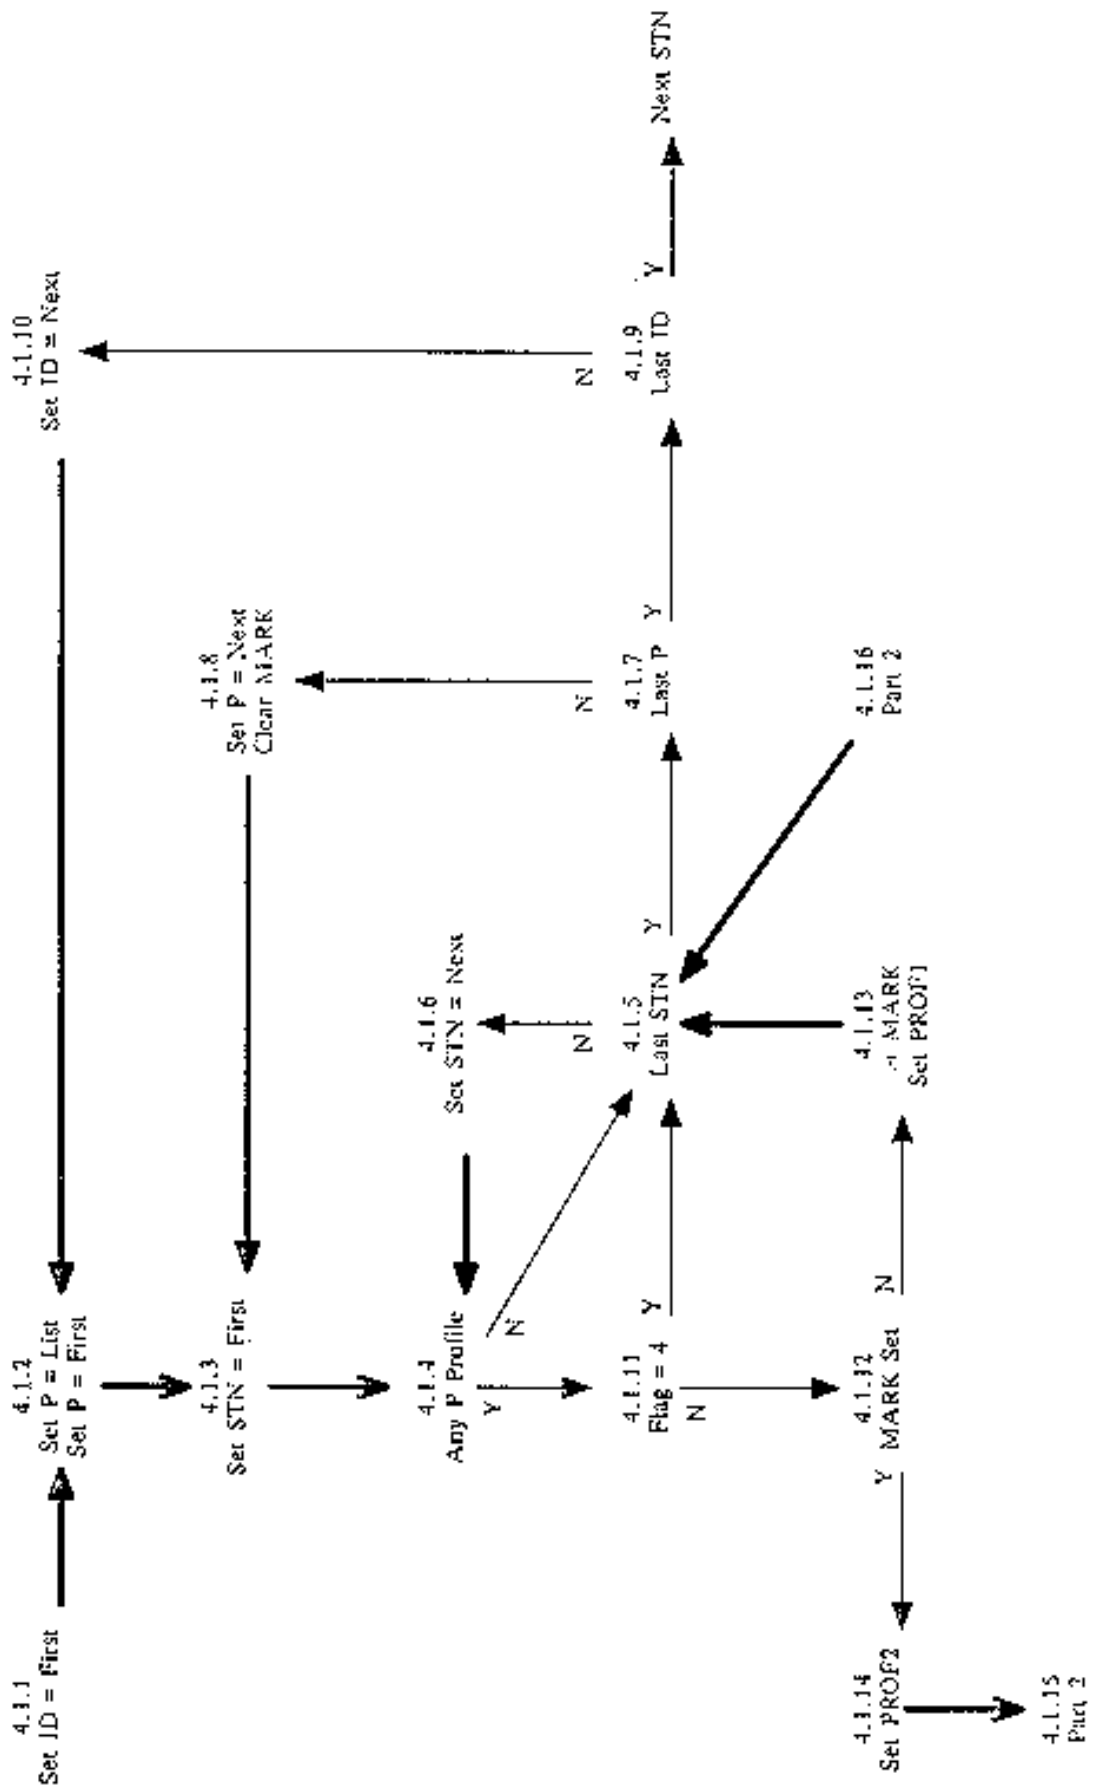 4.1.1
Set ID = First
4.1.2
Set P = List
Set P = First
4.1.10
Set ID = Next
4.1.3
Set STN = First
4.1.8
Set P = Next
Clear MARK
4.1.4
Any P Profile
Y
N
4.1.6
Set STN = Next
4.1.11
Flag = 4
Y
N
4.1.5
Last STN
Y
N
4.1.7
Last P
Y
N
4.1.9
Last ID
Y
N
Next STN
4.1.14
Set PROF2
4.1.12
Y MARK Set N
4.1.13
MARK
Set PROF1
4.1.16
Part 2
4.1.15
Part 2